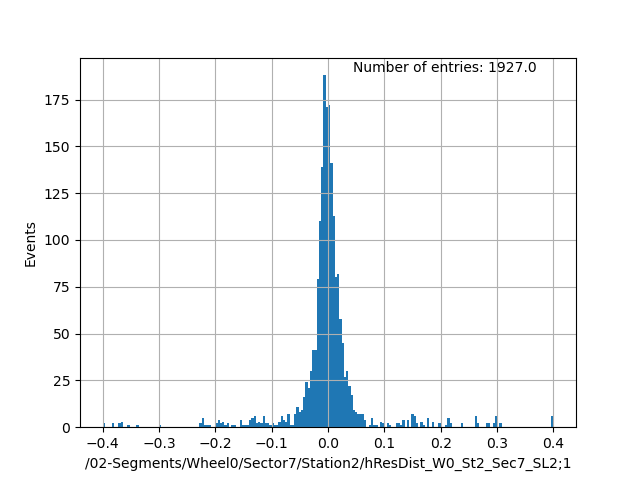 Number of entries: 1927.0
175
150
125
100
75
50
25
0
Events
−0.4 −0.3 −0.2 −0.1 0.0 0.1 0.2 0.3 0.4
/02-Segments/Wheel0/Sector7/Station2/hResDist_W0_St2_Sec7_SL2;1